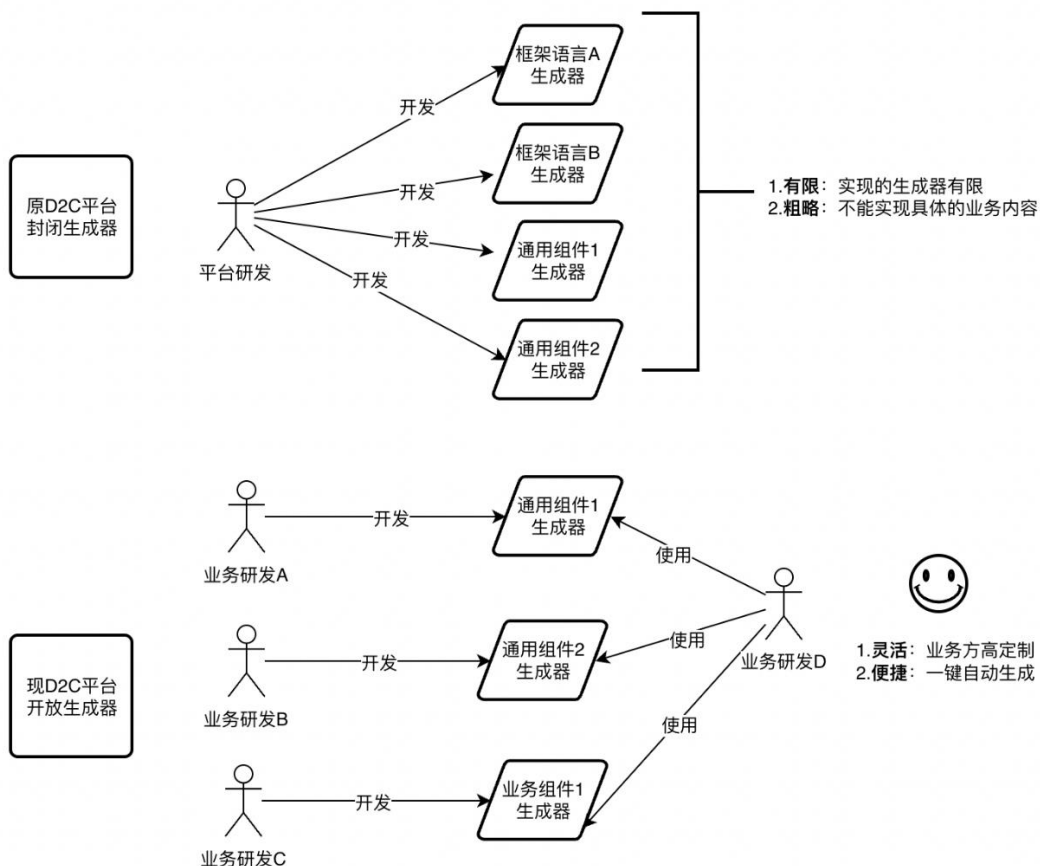 框架语言A
生成器
开发
框架语言B
生成器
开发
原D2C平台
封闭生成器
平台研发
1.有限：实现的生成器有限
2.粗略：不能实现具体的业务内容
开发
通用组件1
生成器
开发
通用组件2
生成器
业务研发A
开发
通用组件1
生成器
使用
现D2C平台
开放生成器
业务研发B
开发
通用组件2
生成器
使用
业务研发D
1.灵活：业务方高定制
2.便捷：一键自动生成
使用
业务研发C
开发
业务组件1
生成器